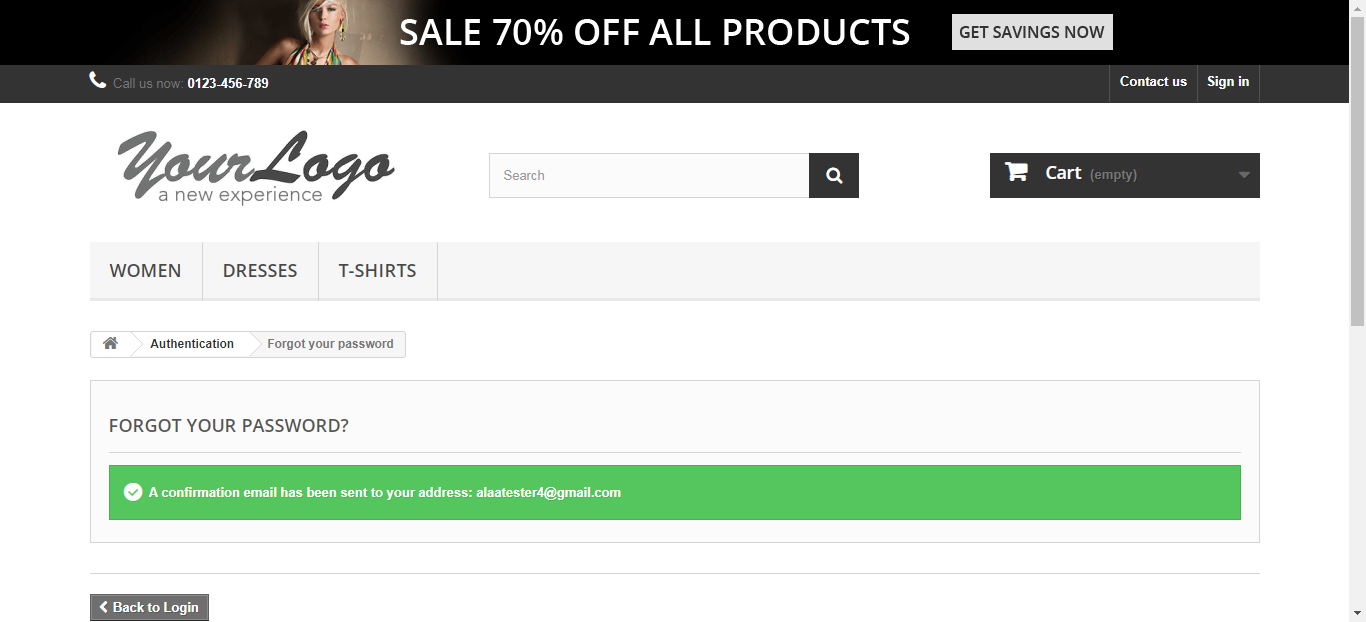 SALE 70% OFF ALL PRODUCTS GET SAVINGS NOW
Call us now: 0123-456-789 Contact us Sign in
YourLogo
a new experience
Search
Cart (empty)
WOMEN DRESSES T-SHIRTS
Authentication Forgot your password
FORGOT YOUR PASSWORD?
A confirmation email has been sent to your address: alaatester4@gmail.com
Back to Login